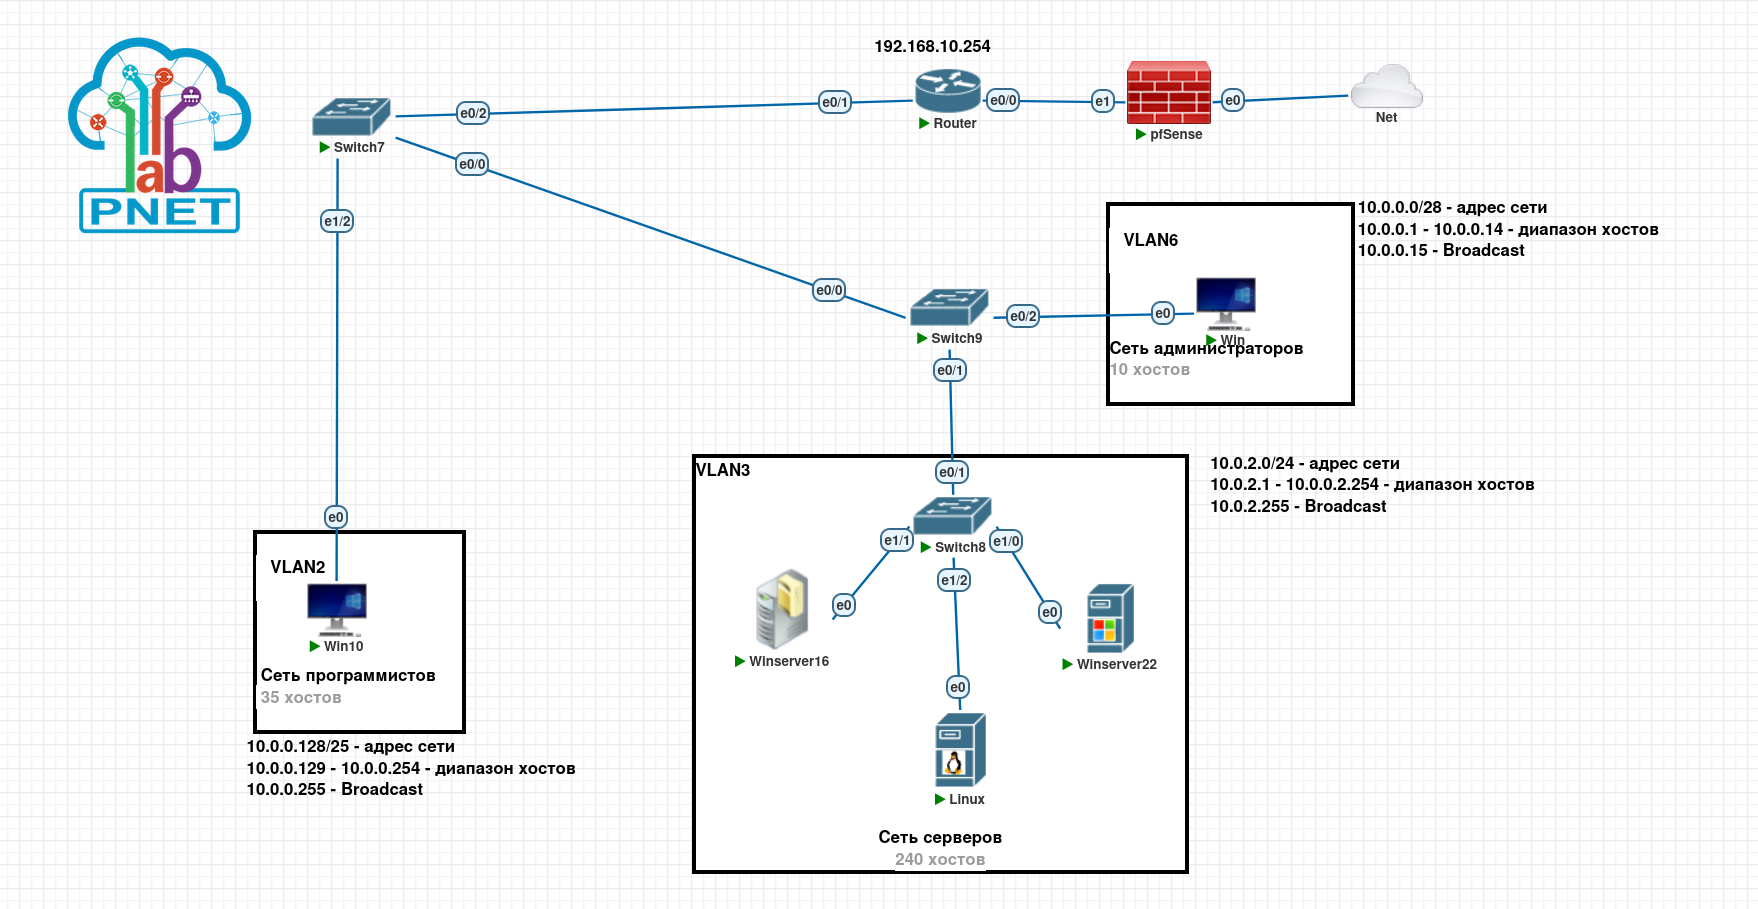 192.168.10.254
e0/2
e0/1
Router
e0/0
e1
pfSense
e0
Net
Switch7
e0/0
e1/2
ab
PNET
10.0.0.0/28 - адрес сети
10.0.0.1 - 10.0.0.14 - диапазон хостов
10.0.0.15 - Broadcast
VLAN6
e0/0
Switch9
e0/2
e0
Win
Сеть администраторов
10 хостов
e0/1
VLAN3
e0/1
10.0.2.0/24 - адрес сети
10.0.2.1 - 10.0.0.2.254 - диапазон хостов
10.0.2.255 - Broadcast
e1/1
Switch8
e1/0
e1/2
e0
e0
Winserver16
Winserver22
e0
Linux
Сеть серверов
240 хостов
e0
VLAN2
Win10
Сеть программистов
35 хостов
10.0.0.128/25 - адрес сети
10.0.0.129 - 10.0.0.254 - диапазон хостов
10.0.0.255 - Broadcast